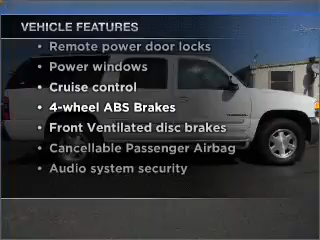 VEHICLE FEATURES
• Remote power door locks
• Power windows
• Cruise control
• 4-wheel ABS Brakes
• Front Ventilated disc brakes
• Cancellable Passenger Airbag
• Audio system security